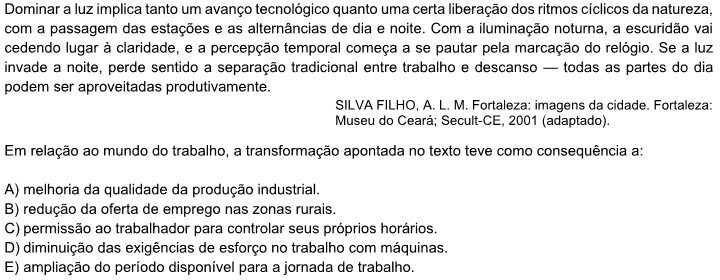 Dominar a luz implica tanto um avanço tecnológico quanto uma certa liberação dos ritmos cíclicos da natureza,
com a passagem das estações e as alternâncias de dia e noite. Com a iluminação noturna, a escuridão vai
cedendo lugar à claridade, e a percepção temporal começa a se pautar pela marcação do relógio. Se a luz
invade a noite, perde sentido a separação tradicional entre trabalho e descanso — todas as partes do dia
podem ser aproveitadas produtivamente.
SILVA FILHO, A. L. M. Fortaleza: imagens da cidade. Fortaleza:
Museu do Ceará; Secult-CE, 2001 (adaptado).
Em relação ao mundo do trabalho, a transformação apontada no texto teve como consequência a:
A) melhoria da qualidade da produção industrial.
B) redução da oferta de emprego nas zonas rurais.
C) permissão ao trabalhador para controlar seus próprios horários.
D) diminuição das exigências de esforço no trabalho com máquinas.
E) ampliação do período disponível para a jornada de trabalho.